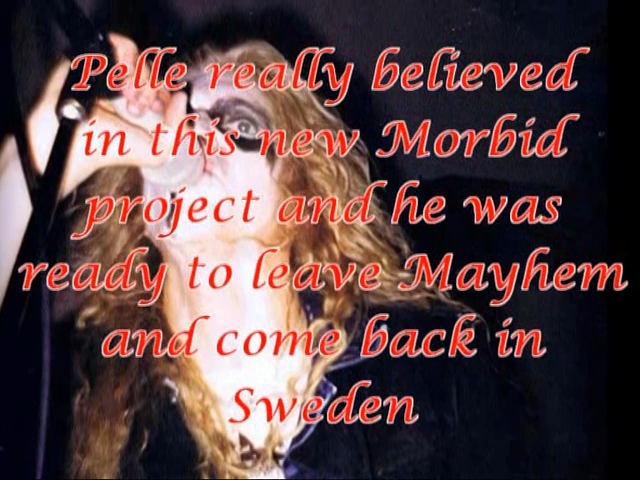 Pelle really believed
in this new Morbid
project and he was
ready to leave Mayhem
and come back in
Sweden